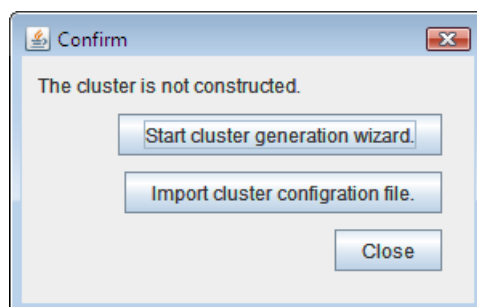 Confirm
The cluster is not constructed.
Start cluster generation wizard.
Import cluster configration file.
Close